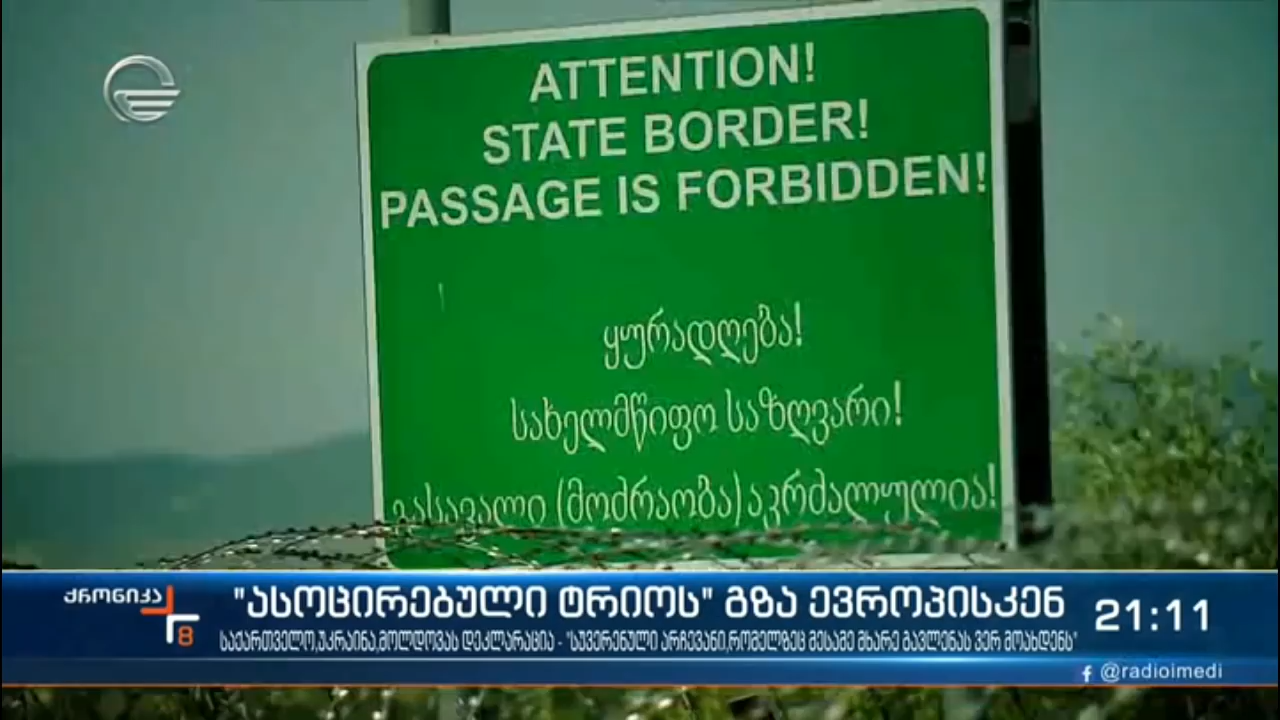 ATTENTION!
STATE BORDER!
PASSAGE IS FORBIDDEN!
ყურადღება!
სახელმწიფო საზღვარი!
გასავალი (მოძრაობა) აკრძალულია!
ქრონიკა
8
"ასოცირებული ტრიოს" გზა ევროპისკენ
საქართველო, უკრაინა, მოლდოვას დეკლარაცია - "სუვერენული არჩევანი, რომელზეც მესამე მხარე გავლენას ვერ მოახდენს"
21:11
f @radioimedi